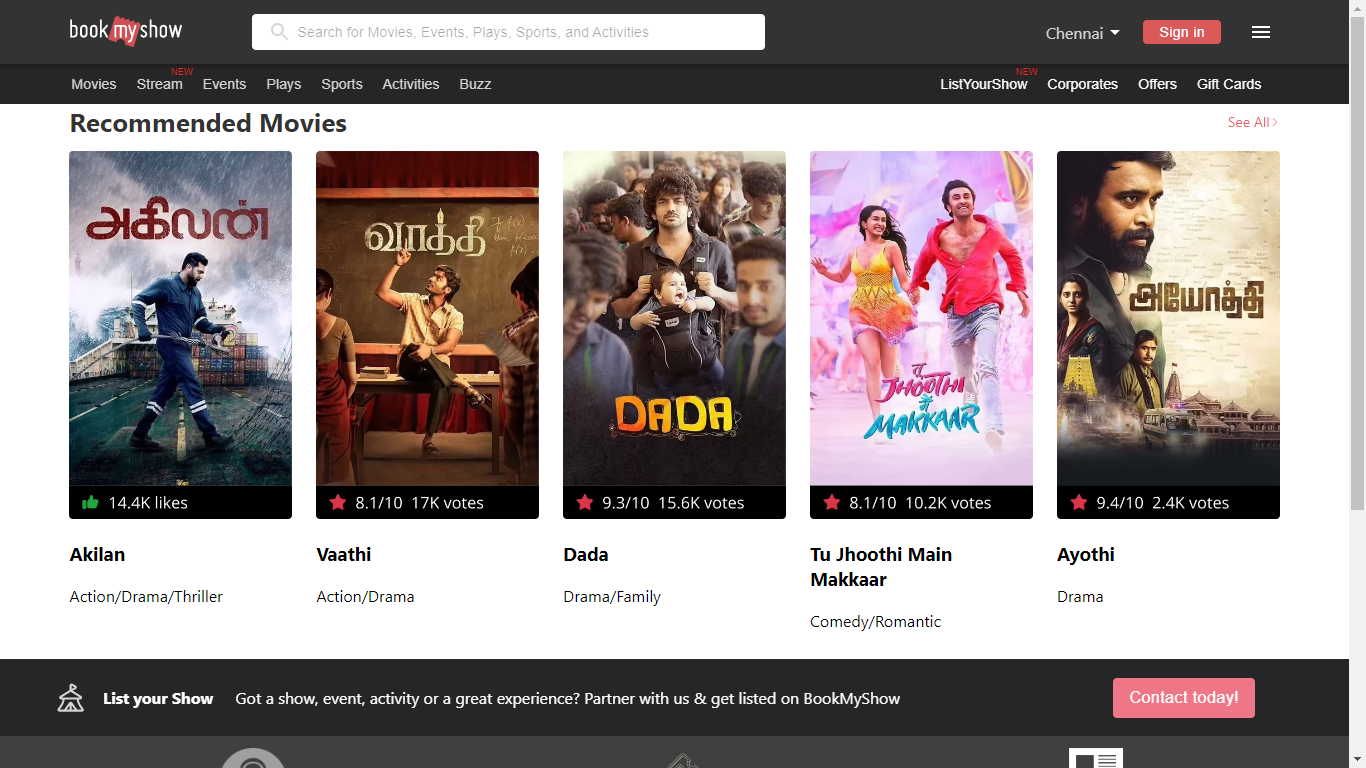 bookmyshow
Search for Movies, Events, Plays, Sports, and Activities
Chennai
Sign in
Movies
Stream
NEW
Events
Plays
Sports
Activities
Buzz
ListYourShow
NEW
Corporates
Offers
Gift Cards
Recommended Movies
See All
அகிலன்
வாத்தி
DADA
तू
JHOOTHI
मैं
MAKKAAR
அயோத்தி
14.4K likes
8.1/10 17K votes
9.3/10 15.6K votes
8.1/10 10.2K votes
9.4/10 2.4K votes
Akilan
Action/Drama/Thriller
Vaathi
Action/Drama
Dada
Drama/Family
Tu Jhoothi Main
Makkaar
Comedy/Romantic
Ayothi
Drama
List your Show
Got a show, event, activity or a great experience? Partner with us & get listed on BookMyShow
Contact today!